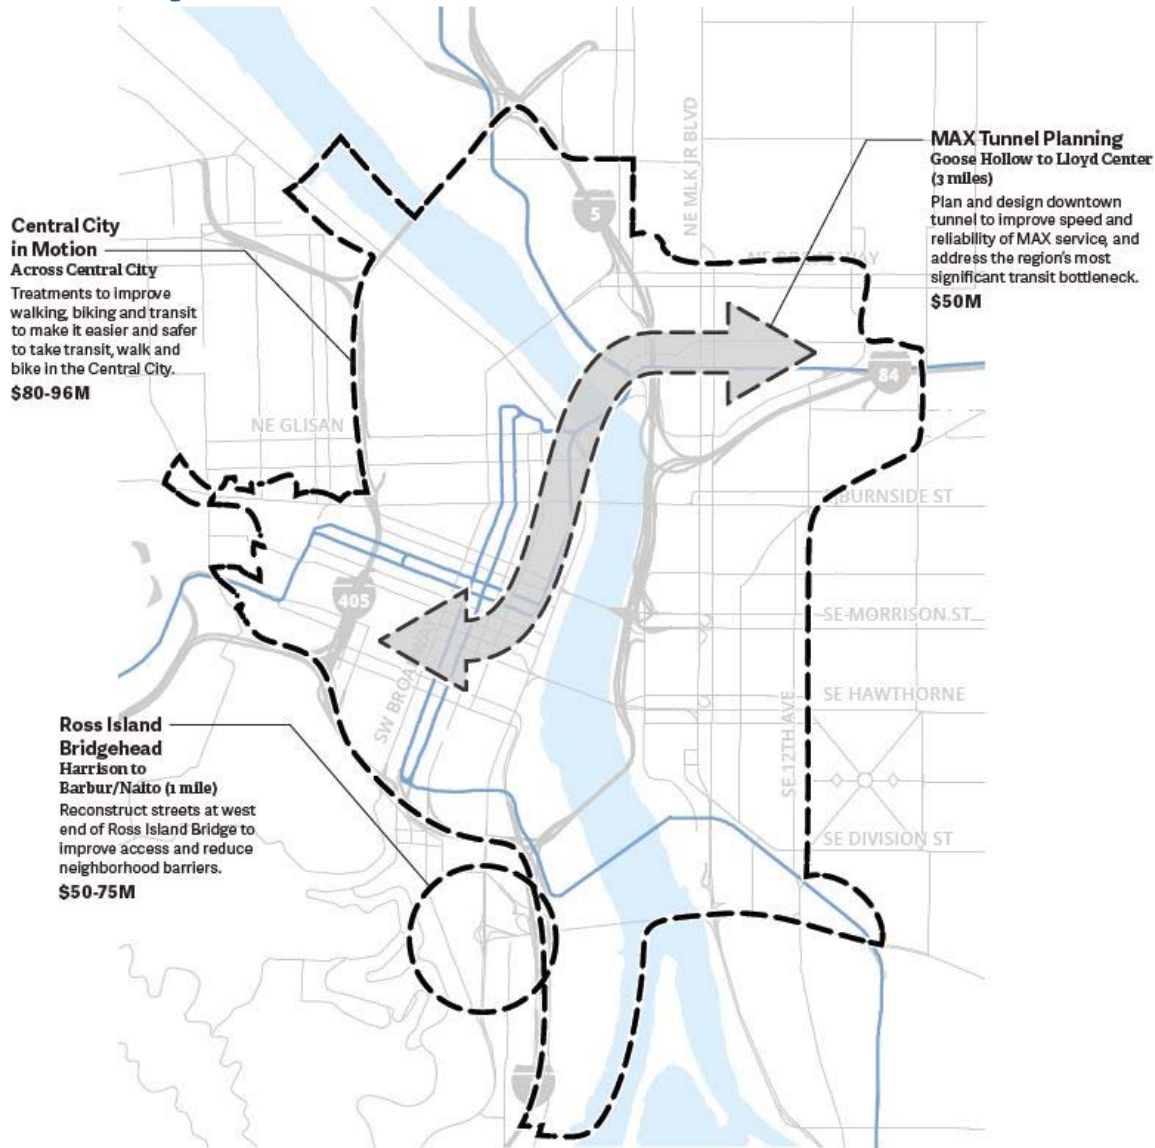 NE MLK JR BLVD
MAX Tunnel Planning
Goose Hollow to Lloyd Center
(3 miles)
Plan and design downtown
tunnel to improve speed and
reliability of MAX service, and
address the region's most
significant transit bottleneck.
$50M
5
Central City
in Motion
Across Central City
Treatments to improve
walking, biking and transit
to make it easier and safer
to take transit, walk and
bike in the Central City.
$80-96M
84
NE GLISAN
BURNSIDE ST
405
SE MORRISON ST
SW BROADWAY
SE HAWTHORNE
SE 12TH AVE
Ross Island
Bridgehead
Harrison to
Barbur/Naito (1 mile)
Reconstruct streets at west
end of Ross Island Bridge to
improve access and reduce
neighborhood barriers.
$50-75M
SE DIVISION ST